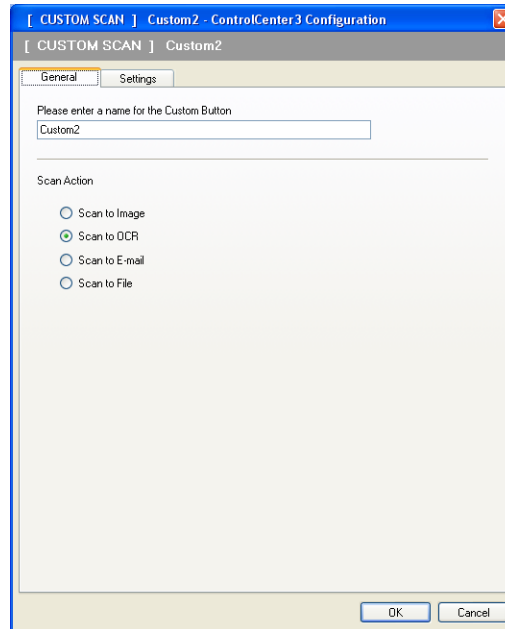 [ CUSTOM SCAN ] Custom2 - ControlCenter3 Configuration
[ CUSTOM SCAN ] Custom2
General Settings
Please enter a name for the Custom Button
Custom2
Scan Action
Scan to Image
Scan to OCR
Scan to E-mail
Scan to File
OK Cancel